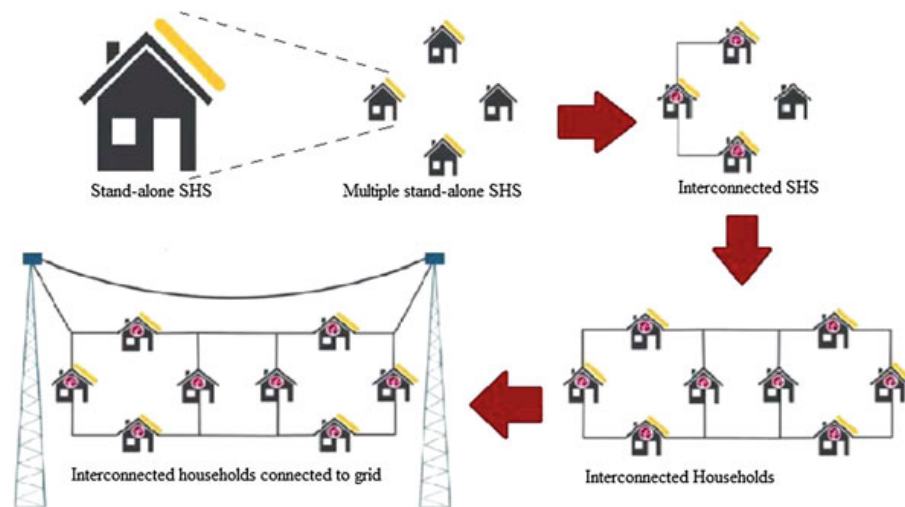 Stand-alone SHS
Multiple stand-alone SHS
Interconnected SHS
Interconnected households connected to grid
Interconnected Households